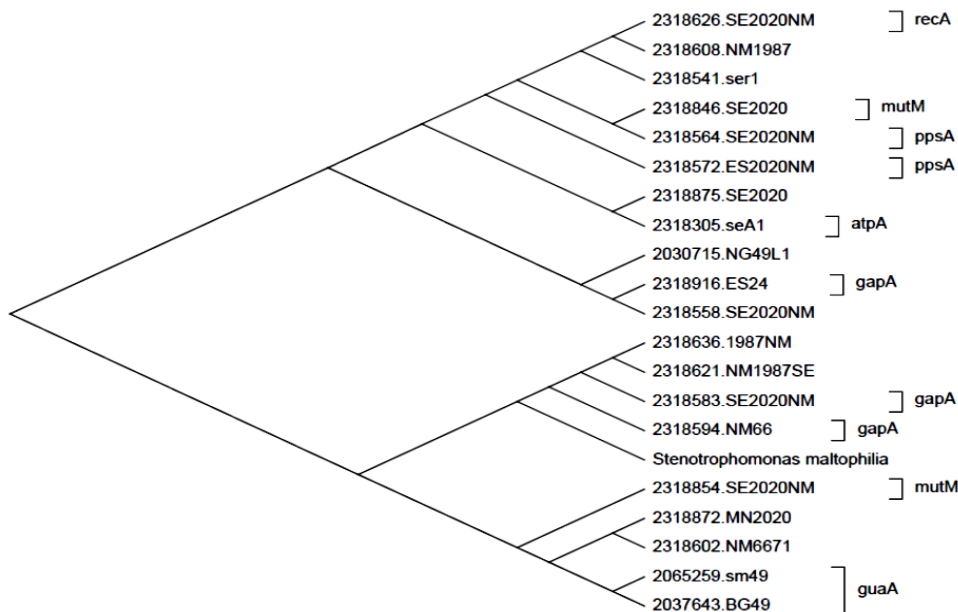 2318626.SE2020NM recA
2318608.NM1987
2318541.ser1
2318846.SE2020 mutM
2318564.SE2020NM ppsA
2318572.ES2020NM ppsA
2318875.SE2020
2318305.seA1 atpA
2030715.NG49L1
2318916.ES24 gapA
2318558.SE2020NM
2318636.1987NM
2318621.NM1987SE
2318583.SE2020NM gapA
2318594.NM66 gapA
Stenotrophomonas maltophilia
2318854.SE2020NM mutM
2318872.MN2020
2318602.NM6671
2065259.sm49
guaA
2037643.BG49